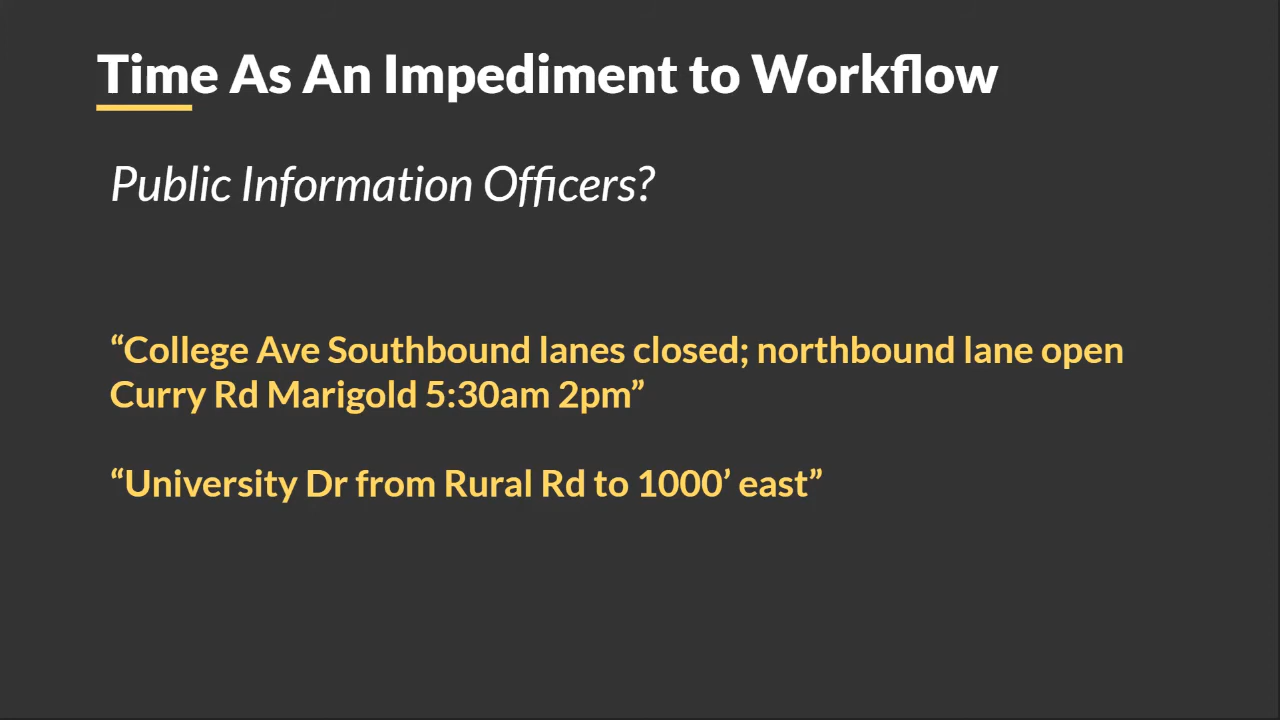 Time As An Impediment to Workflow
Public Information Officers?
“College Ave Southbound lanes closed; northbound lane open
Curry Rd Marigold 5:30am 2pm”
“University Dr from Rural Rd to 1000’ east”